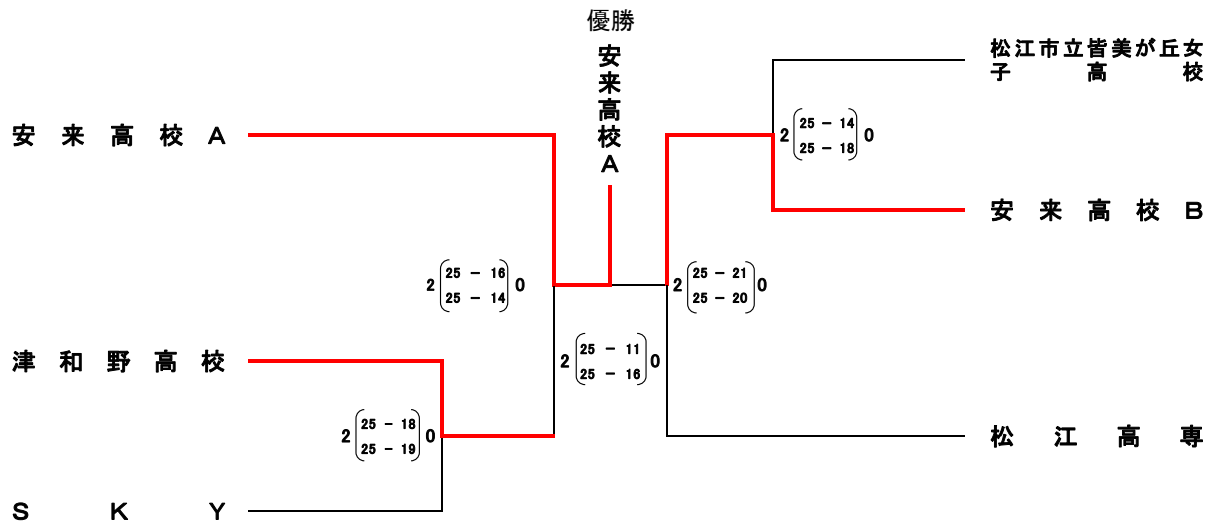 優勝
安来高校A
松江市立皆美が丘女
子高校
安来高校A
2 25 - 14 0
25 - 18
安来高校B
2 25 - 16 0
25 - 14
2 25 - 21 0
25 - 20
津和野高校
2 25 - 11 0
25 - 16
2 25 - 18 0
25 - 19
松江高専
SKY